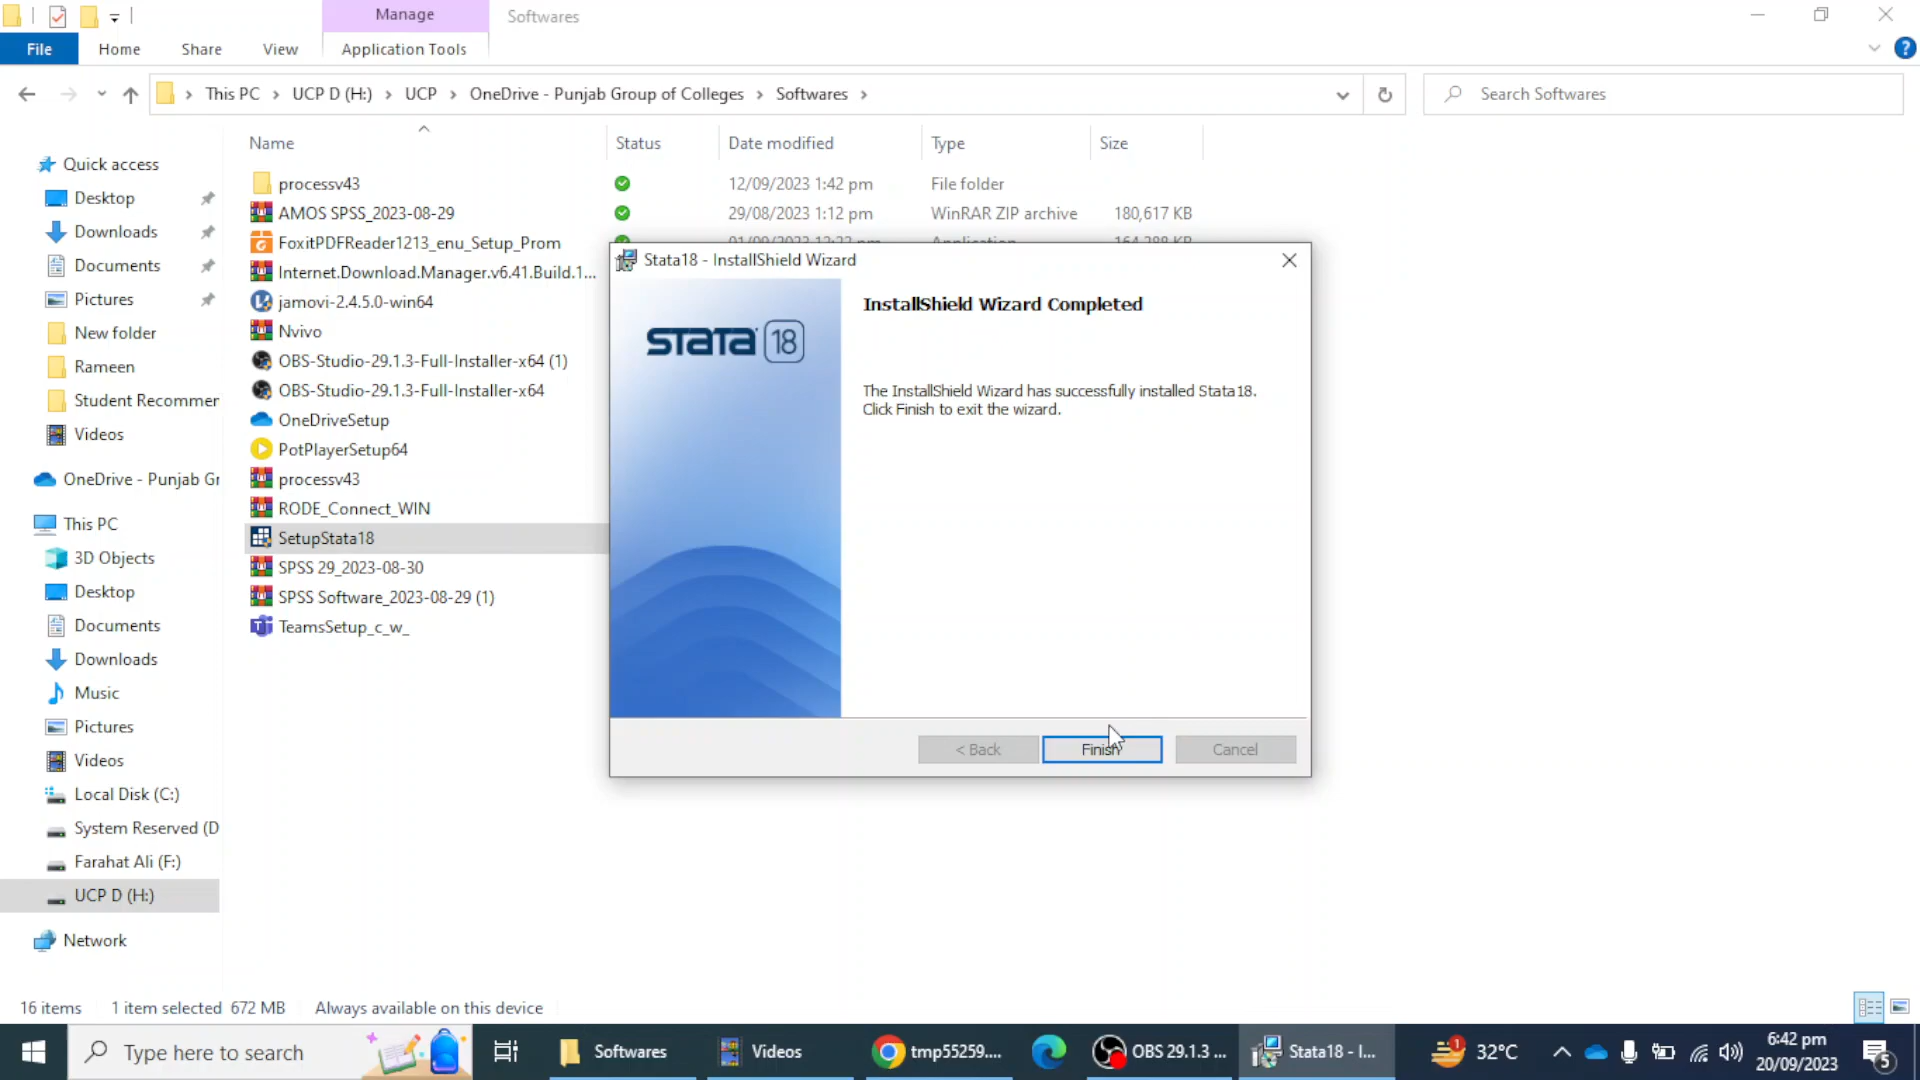 Manage
Softwares
File
Home
Share
View
Application Tools
This PC
UCP D (H:)
UCP
OneDrive - Punjab Group of Colleges
Softwares
Search Softwares
Name
Status
Date modified
Type
Size
Quick access
Desktop
Downloads
Documents
Pictures
New folder
Rameen
Student Recommen
Videos
OneDrive - Punjab Gr
This PC
3D Objects
Desktop
Documents
Downloads
Music
Pictures
Videos
Local Disk (C:)
System Reserved (D
Farahat Ali (F:)
UCP D (H:)
Network
processv43
12/09/2023 1:42 pm
File folder
AMOS SPSS_2023-08-29
29/08/2023 1:12 pm
WinRAR ZIP archive
180,617 KB
FoxitPDFReader1213_enu_Setup_Prom
Internet.Download.Manager.v6.41.Build.1...
jamovi-2.4.5.0-win64
Nvivo
OBS-Studio-29.1.3-Full-Installer-x64 (1)
OBS-Studio-29.1.3-Full-Installer-x64
OneDriveSetup
PotPlayerSetup64
processv43
RODE_Connect_WIN
SetupStata18
SPSS 29_2023-08-30
SPSS Software_2023-08-29 (1)
TeamsSetup_c_w_
Stata18 - InstallShield Wizard
stata 18
InstallShield Wizard Completed
The InstallShield Wizard has successfully installed Stata18.
Click Finish to exit the wizard.
< Back
Finish
Cancel
16 items
1 item selected 672 MB
Always available on this device
Type here to search
Softwares
Videos
tmp55259....
OBS 29.1.3 ...
Stata18 - I...
1
32°C
6:42 pm
20/09/2023
5